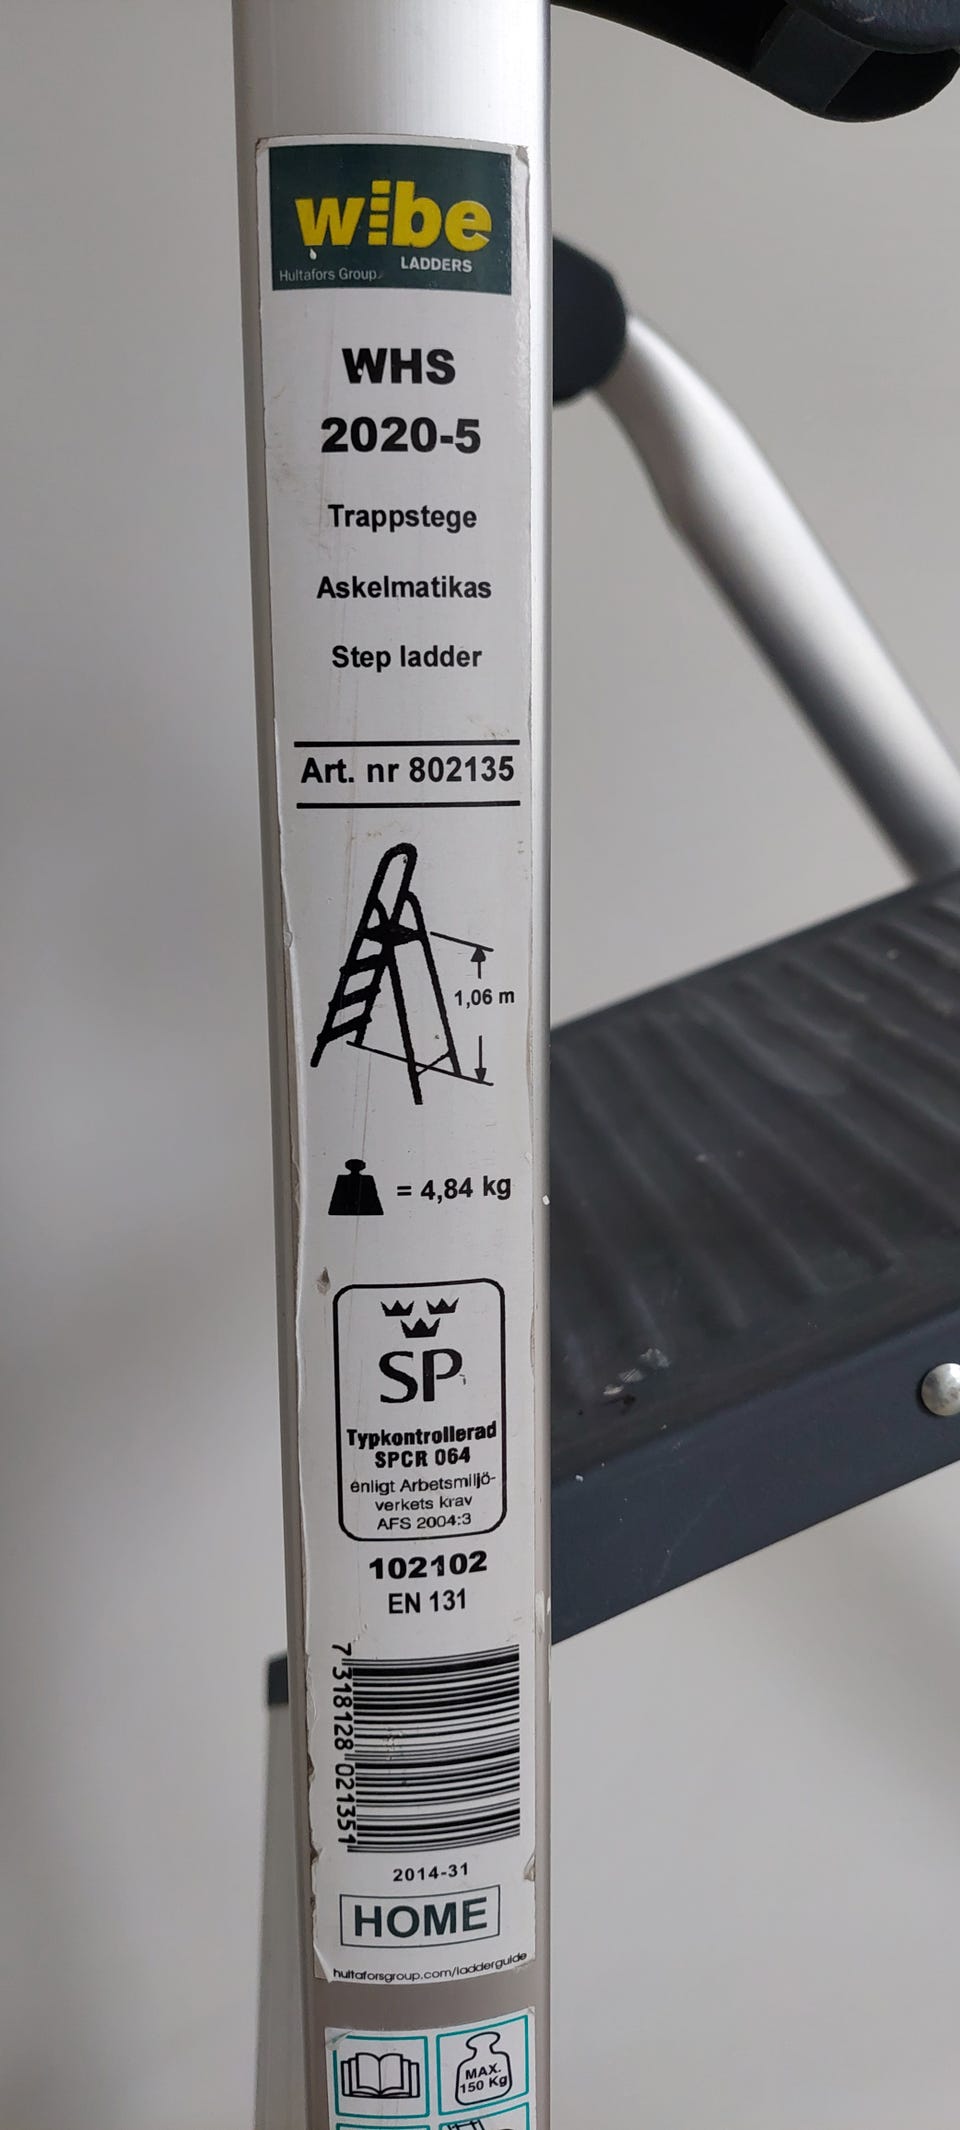 wibe
LADDERS
Hultafors Group
WHS
2020-5
Trappstege
Askelmatikas
Step ladder
Art. nr 802135
1,06 m
= 4,84 kg
SP
Typkontrollerad
SPCR 064
enligt Arbetsmiljö-
verkets krav
AFS 2004:3
102102
EN 131
7 318128 021351
2014-31
HOME
hultaforsgroup.com/ladderguide
MAX.
150 Kg